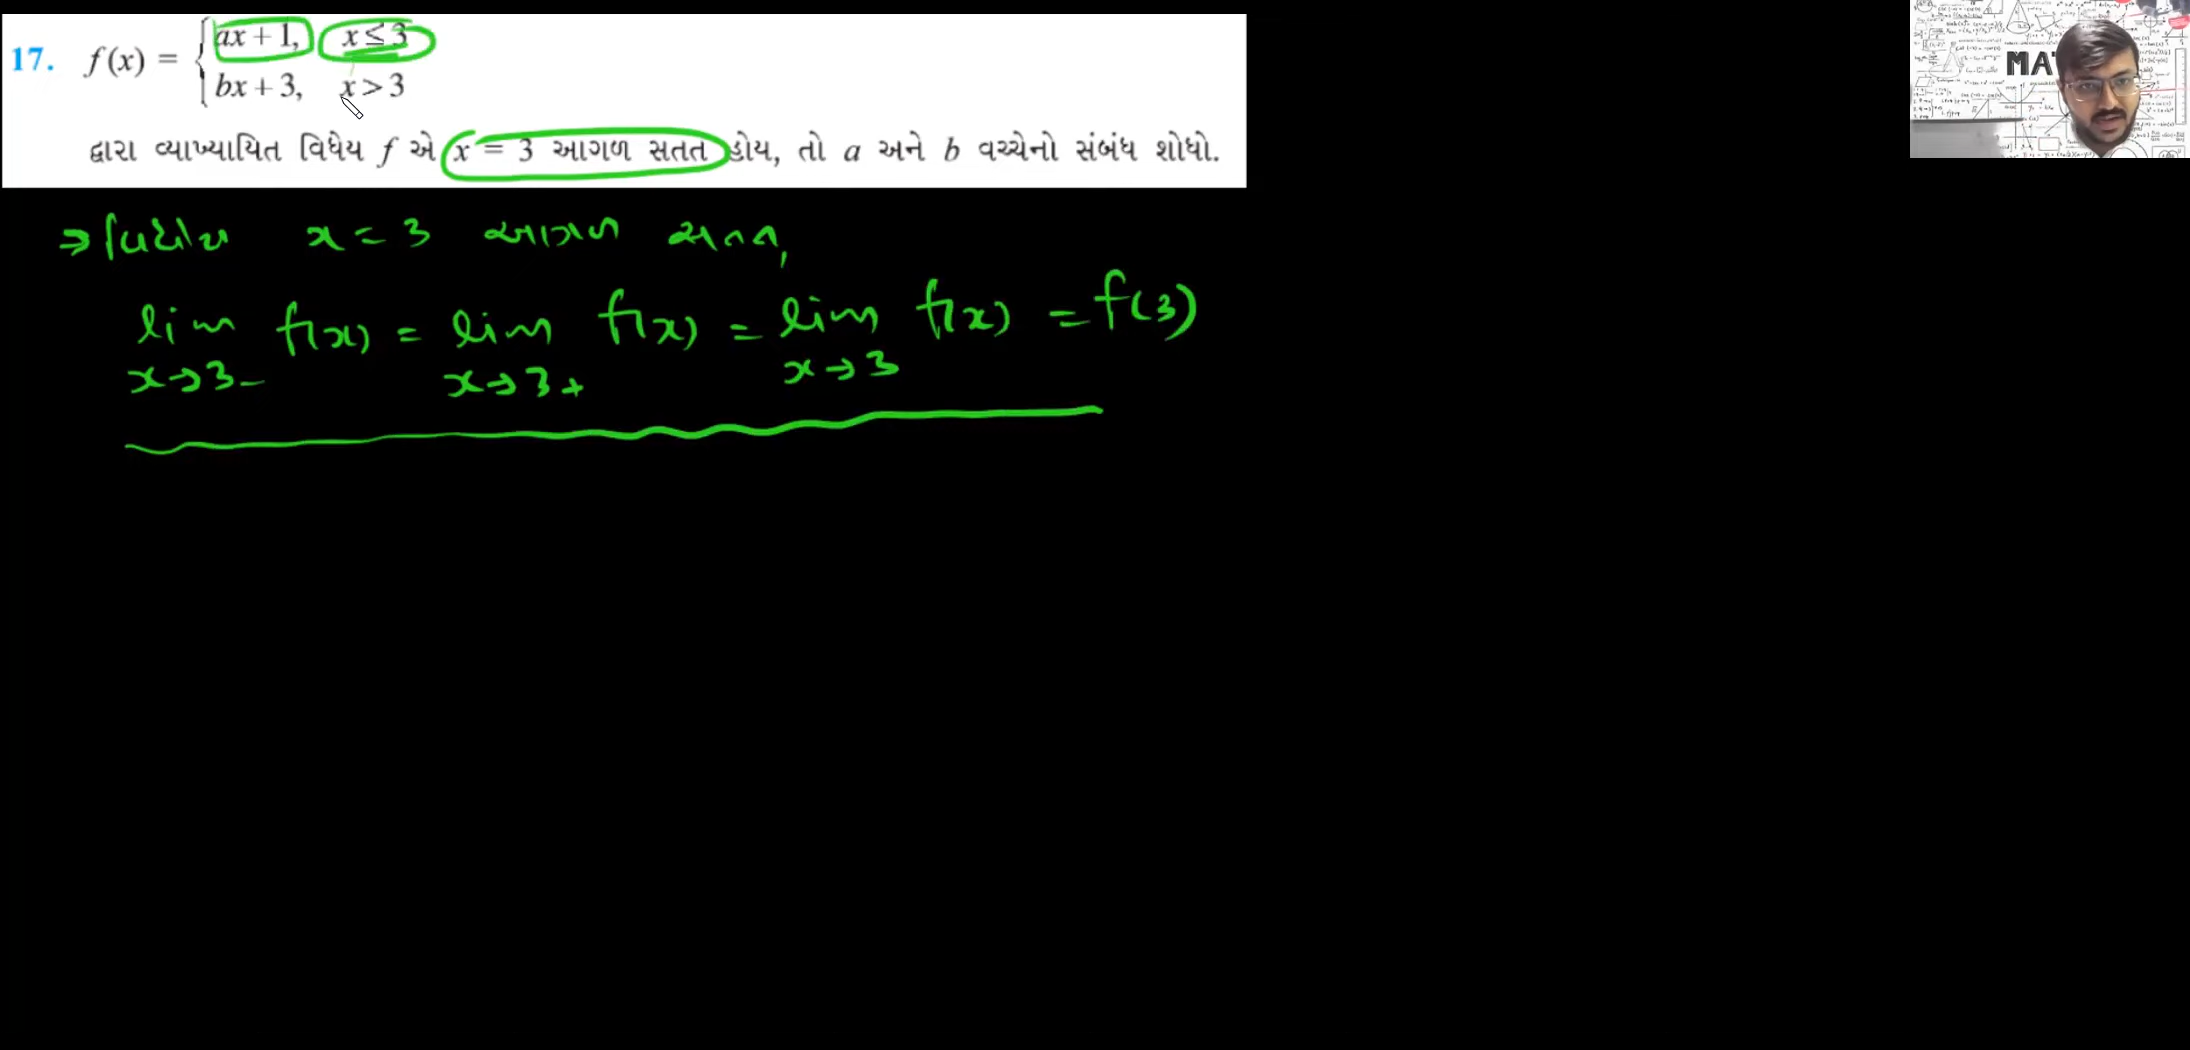 17. f(x) = { ax + 1, x ≤ 3
bx + 3, x > 3
દ્વારા વ્યાખ્યાયિત વિધેય f એ x = 3 આગળ સતત હોય, તો a અને b વચ્ચેનો સંબંધ શોધો.
⇒ વિધેય x = 3 આગળ સતત,
lim f(x) = lim f(x) = lim f(x) = f(3)
x→3- x→3+ x→3
MA